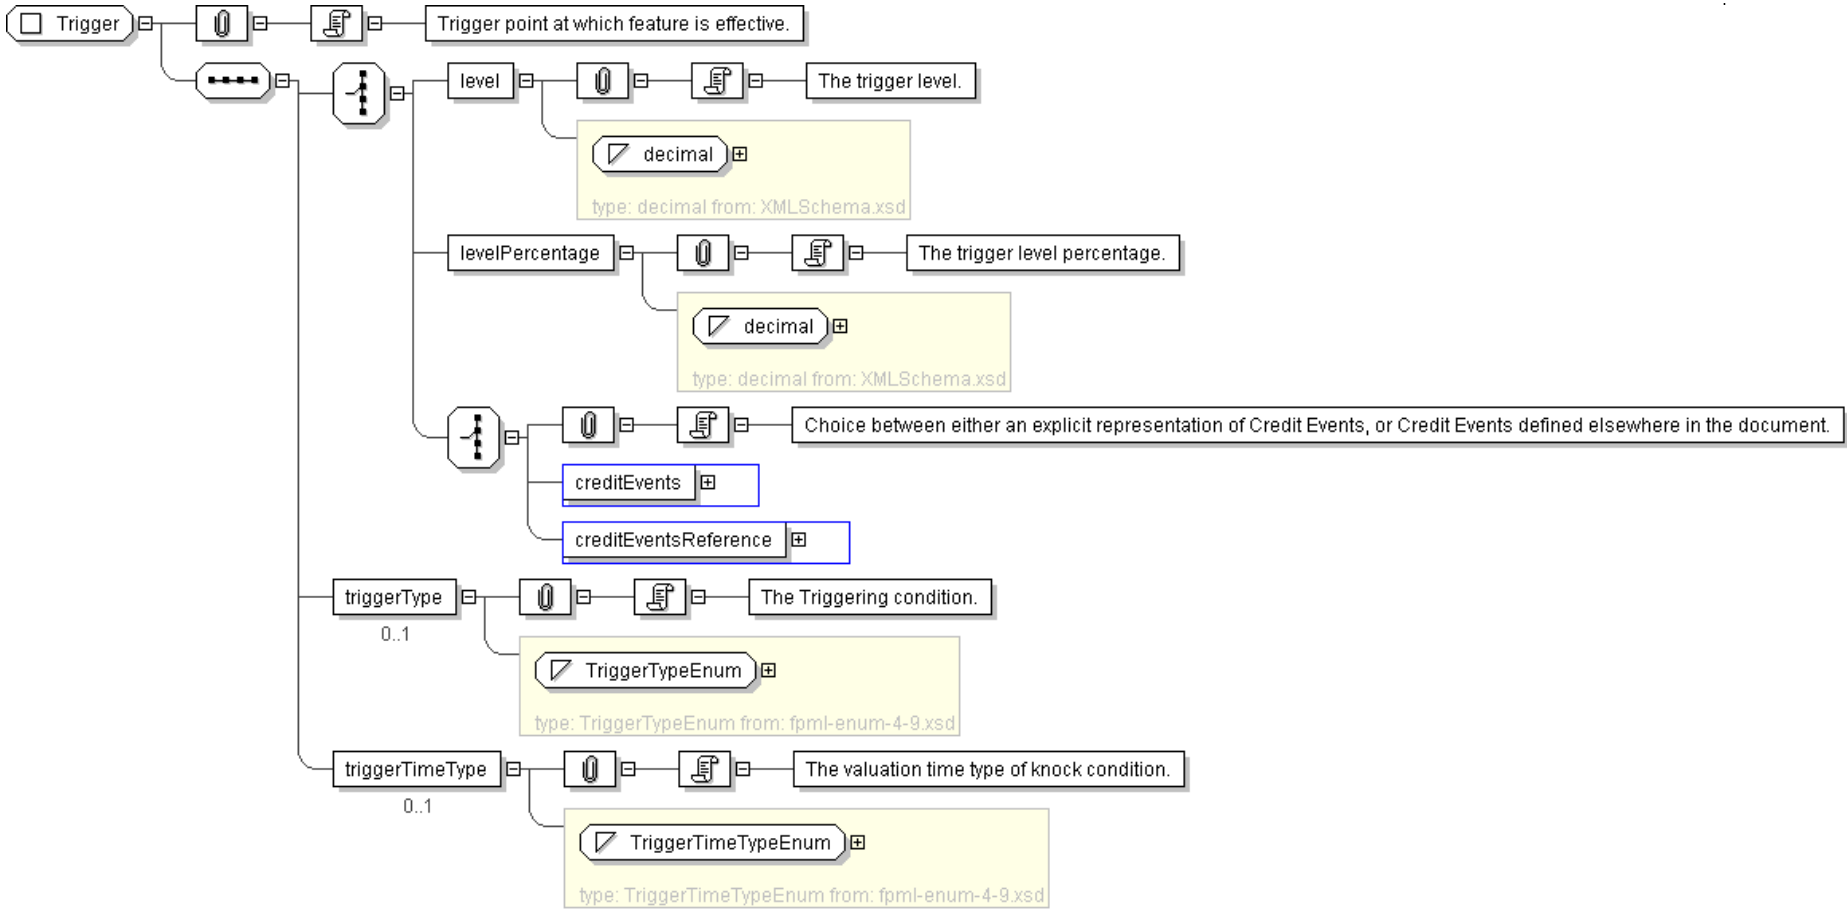 Trigger
Trigger point at which feature is effective.
level
The trigger level.
decimal
type: decimal from: XMLSchema.xsd
levelPercentage
The trigger level percentage.
decimal
type: decimal from: XMLSchema.xsd
Choice between either an explicit representation of Credit Events, or Credit Events defined elsewhere in the document.
creditEvents
creditEventsReference
triggerType
The Triggering condition.
0..1
TriggerTypeEnum
type: TriggerTypeEnum from: fpml-enum-4-9.xsd
triggerTimeType
The valuation time type of knock condition.
0..1
TriggerTimeTypeEnum
type: TriggerTimeTypeEnum from: fpml-enum-4-9.xsd